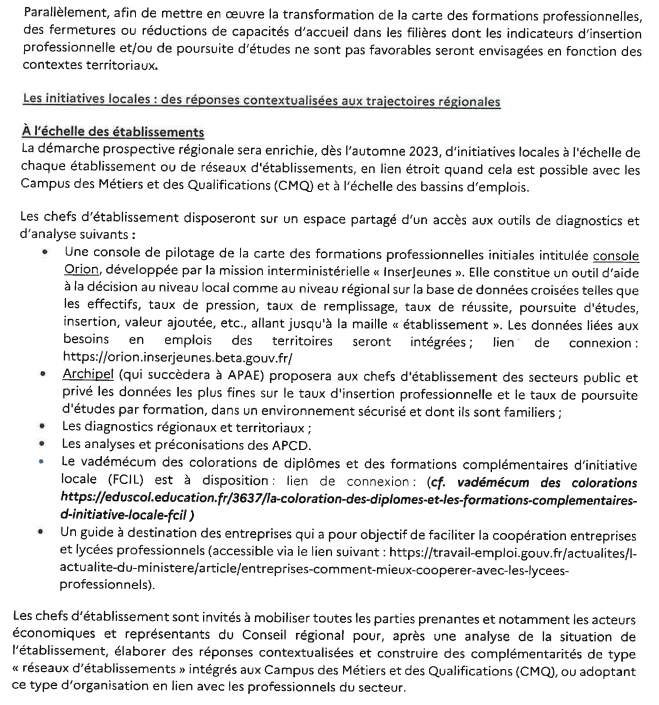 Parallèlement, afin de mettre en œuvre la transformation de la carte des formations professionnelles,
des fermetures ou réductions de capacités d'accueil dans les filières dont les indicateurs d'insertion
professionnelle et/ou de poursuite d'études ne sont pas favorables seront envisagées en fonction des
contextes territoriaux.
Les initiatives locales : des réponses contextualisées aux trajectoires régionales
À l'échelle des établissements
La démarche prospective régionale sera enrichie, dès l'automne 2023, d'initiatives locales à l'échelle de
chaque établissement ou de réseaux d'établissements, en lien étroit quand cela est possible avec les
Campus des Métiers et des Qualifications (CMQ) et à l'échelle des bassins d'emplois.
Les chefs d'établissement disposeront sur un espace partagé d'un accès aux outils de diagnostics et
d'analyse suivants :
• Une console de pilotage de la carte des formations professionnelles initiales intitulée console
Orion, développée par la mission interministérielle « InserJeunes ». Elle constitue un outil d'aide
à la décision au niveau local comme au niveau régional sur la base de données croisées telles que
les effectifs, taux de pression, taux de remplissage, taux de réussite, poursuite d'études,
insertion, valeur ajoutée, etc., allant jusqu'à la maille « établissement ». Les données liées aux
besoins en emplois des territoires seront intégrées ; lien de connexion :
https://orion.inserjeunes.beta.gouv.fr/
• Archipel (qui succèdera à APAE) proposera aux chefs d'établissement des secteurs public et
privé les données les plus fines sur le taux d'insertion professionnelle et le taux de poursuite
d'études par formation, dans un environnement sécurisé et dont ils sont familiers ;
• Les diagnostics régionaux et territoriaux ;
• Les analyses et préconisations des APCD.
• Le vadémécum des colorations de diplômes et des formations complémentaires d'initiative
locale (FCIL) est à disposition : lien de connexion : (cf. vadémécum des colorations
https://eduscol.education.fr/3637/la-coloration-des-diplomes-et-les-formations-complementaires-
d-initiative-locale-fcil )
• Un guide à destination des entreprises qui a pour objectif de faciliter la coopération entreprises
et lycées professionnels (accessible via le lien suivant : https://travail-emploi.gouv.fr/actualites/l-
actualite-du-ministere/article/entreprises-comment-mieux-cooperer-avec-les-lycees-
professionnels).
Les chefs d'établissement sont invités à mobiliser toutes les parties prenantes et notamment les acteurs
économiques et représentants du Conseil régional pour, après une analyse de la situation de
l'établissement, élaborer des réponses contextualisées et construire des complémentarités de type
« réseaux d'établissements » intégrés aux Campus des Métiers et des Qualifications (CMQ), ou adoptant
ce type d'organisation en lien avec les professionnels du secteur.